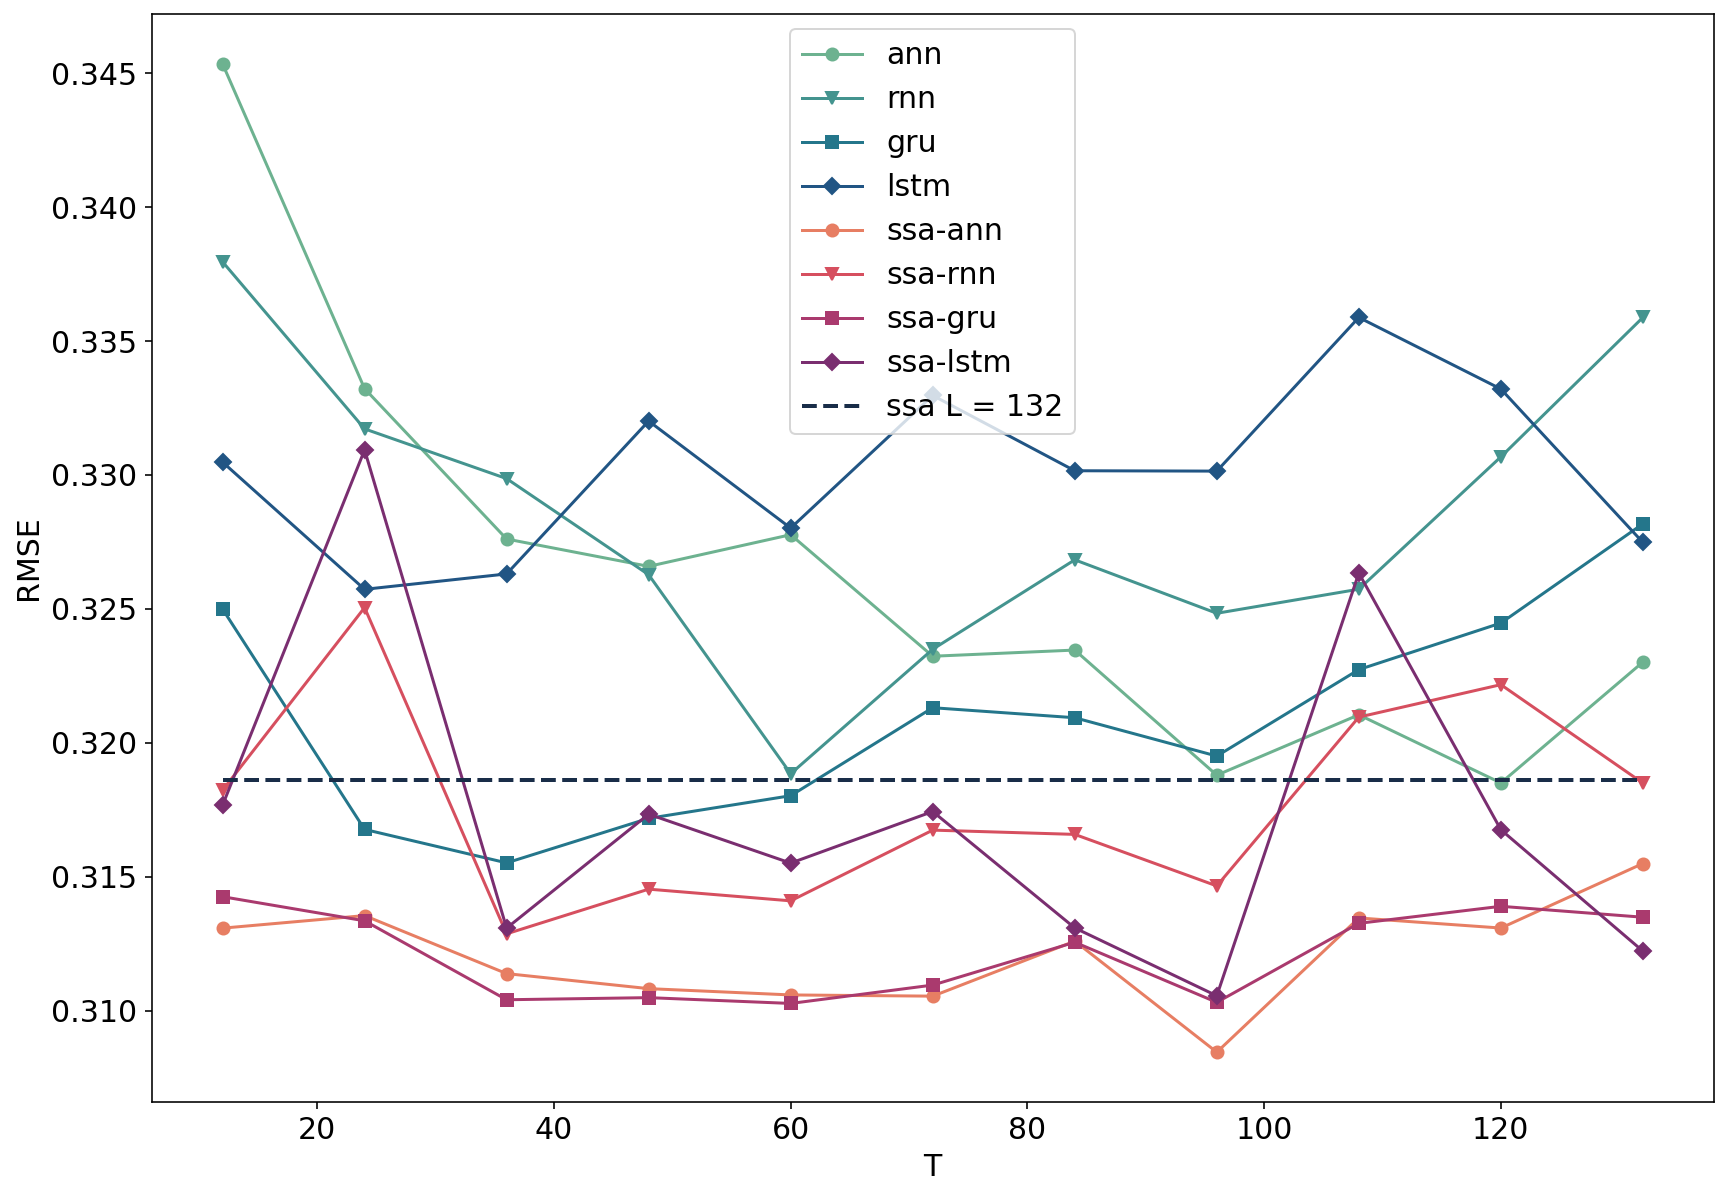 0.345
0.340
0.335
0.330
0.325
0.320
0.315
0.310
RMSE
ann
rnn
gru
lstm
ssa-ann
ssa-rnn
ssa-gru
ssa-lstm
ssa L = 132
20 40 60 80 100 120
T